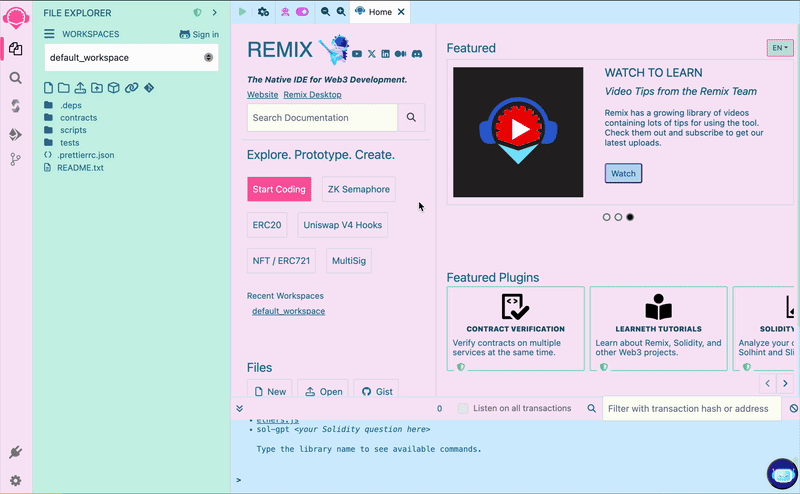 FILE EXPLORER
WORKSPACES
Sign in
default_workspace
.deps
contracts
scripts
tests
.prettierrc.json
README.txt
Home
REMIX
The Native IDE for Web3 Development.
Website Remix Desktop
Search Documentation
Explore. Prototype. Create.
Start Coding
ZK Semaphore
ERC20
Uniswap V4 Hooks
NFT / ERC721
MultiSig
Recent Workspaces
default_workspace
Files
New
Open
Gist
Featured
EN
WATCH TO LEARN
Video Tips from the Remix Team
Remix has a growing library of videos
containing lots of tips for using the tool.
Check them out and subscribe to get our
latest uploads.
Watch
Featured Plugins
CONTRACT VERIFICATION
Verify contracts on multiple
services at the same time.
LEARNETH TUTORIALS
Learn about Remix, Solidity, and
other Web3 projects.
SOLIDITY
Analyze your
Solhint and Sli
0
Listen on all transactions
Filter with transaction hash or address
ethers.js
• sol-gpt <your Solidity question here>
Type the library name to see available commands.
>